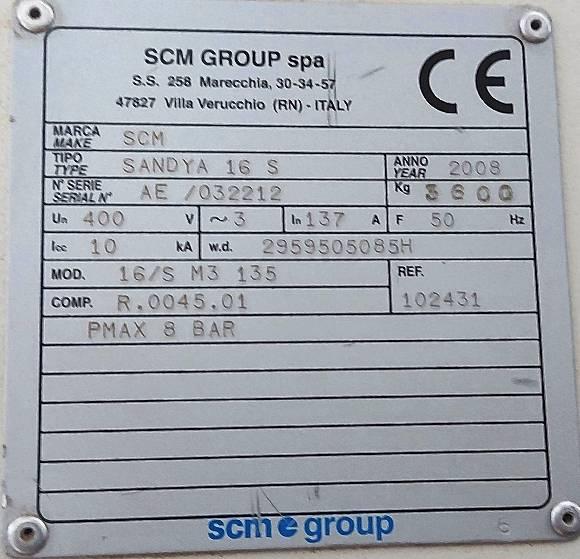 SCM GROUP spa
S.S. 258 Marecchia, 30-34-57
47827 Villa Verucchio (RN) - ITALY
CE
MARCA
MAKE SCM
TIPO
TYPE SANDYA 16 S ANNO
YEAR 2008
N° SERIE
SERIAL N° AE /032212 Kg 3600
Un 400 V ~3 In 137 A F 50 Hz
Icc 10 kA w.d. 2959505085H
MOD. 16/S M3 135 REF.
COMP. R.0045.01 102431
PMAX 8 BAR
scm group
6